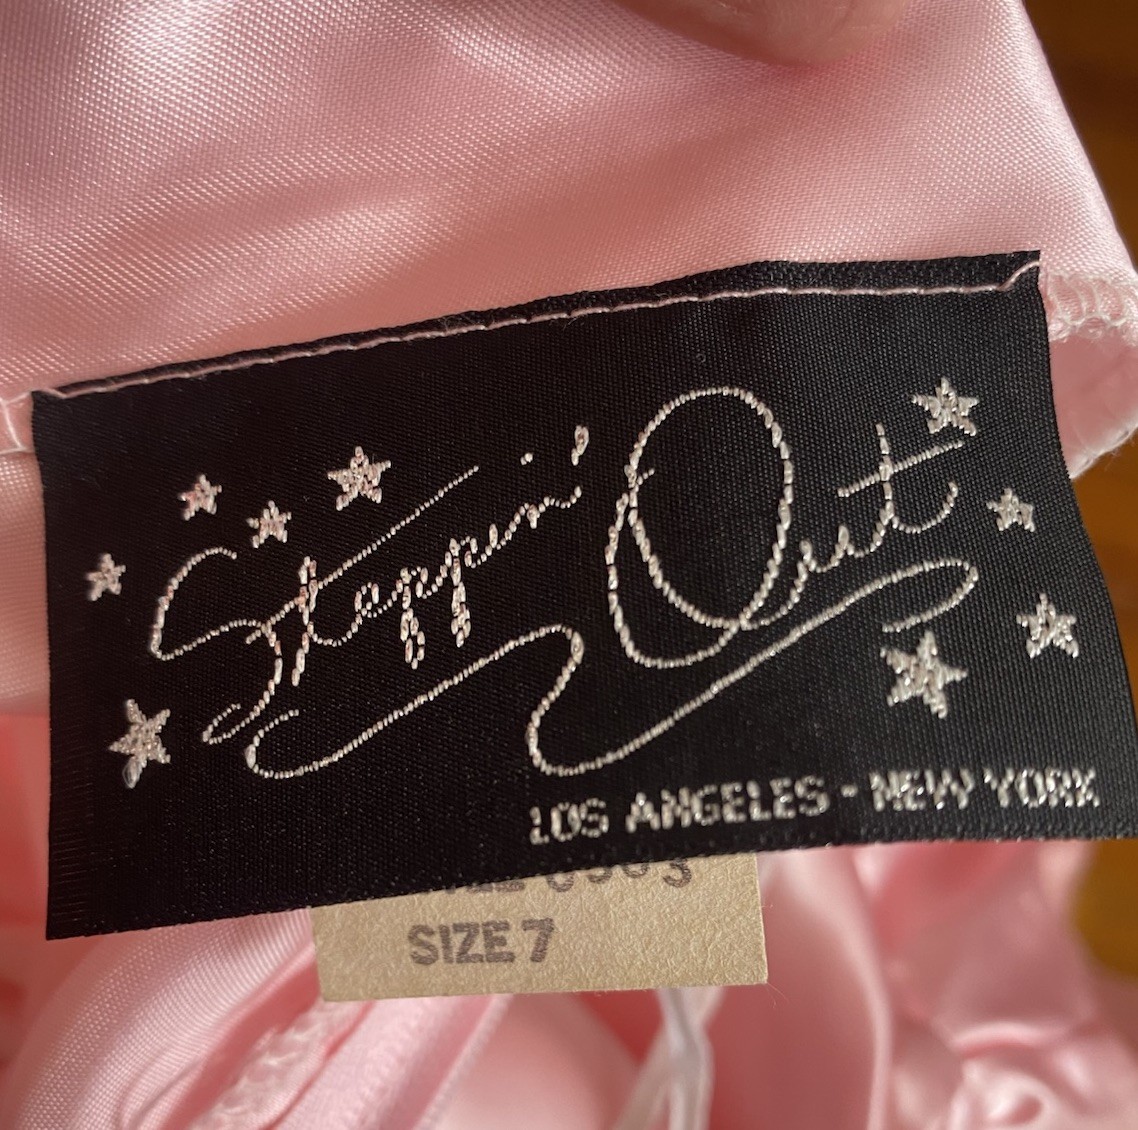 Steppin' Out
LOS ANGELES - NEW YORK
SIZE 7